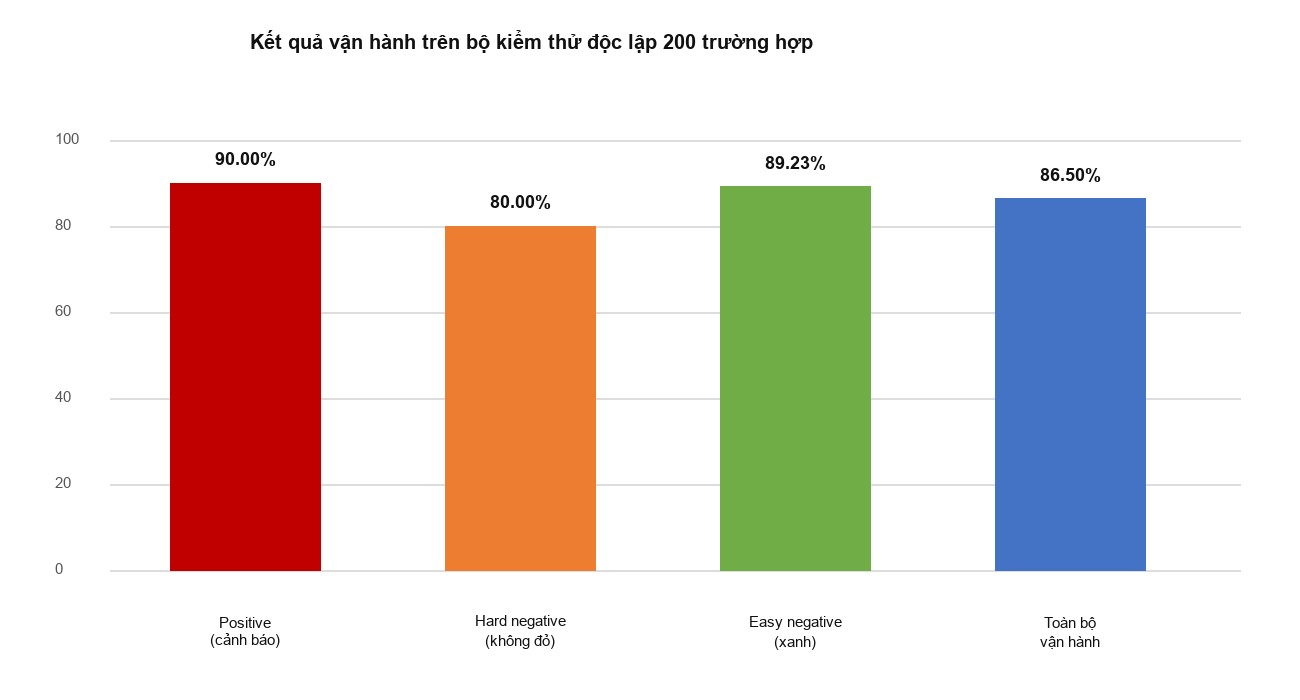 Kết quả vận hành trên bộ kiểm thử độc lập 200 trường hợp
100
80
60
40
20
0
90.00%
80.00%
89.23%
86.50%
Positive
(cảnh báo)
Hard negative
(không đỏ)
Easy negative
(xanh)
Toàn bộ
vận hành